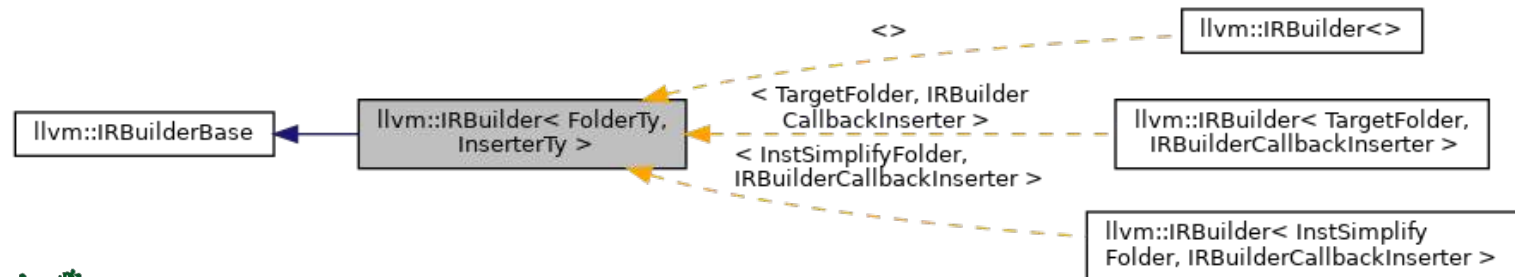 <>
llvm::IRBuilder<>
< TargetFolder, IRBuilder
CallbackInserter >
llvm::IRBuilderBase
llvm::IRBuilder< FolderTy,
InserterTy >
llvm::IRBuilder< TargetFolder,
IRBuilderCallbackInserter >
< InstSimplifyFolder,
IRBuilderCallbackInserter >
llvm::IRBuilder< InstSimplify
Folder, IRBuilderCallbackInserter >